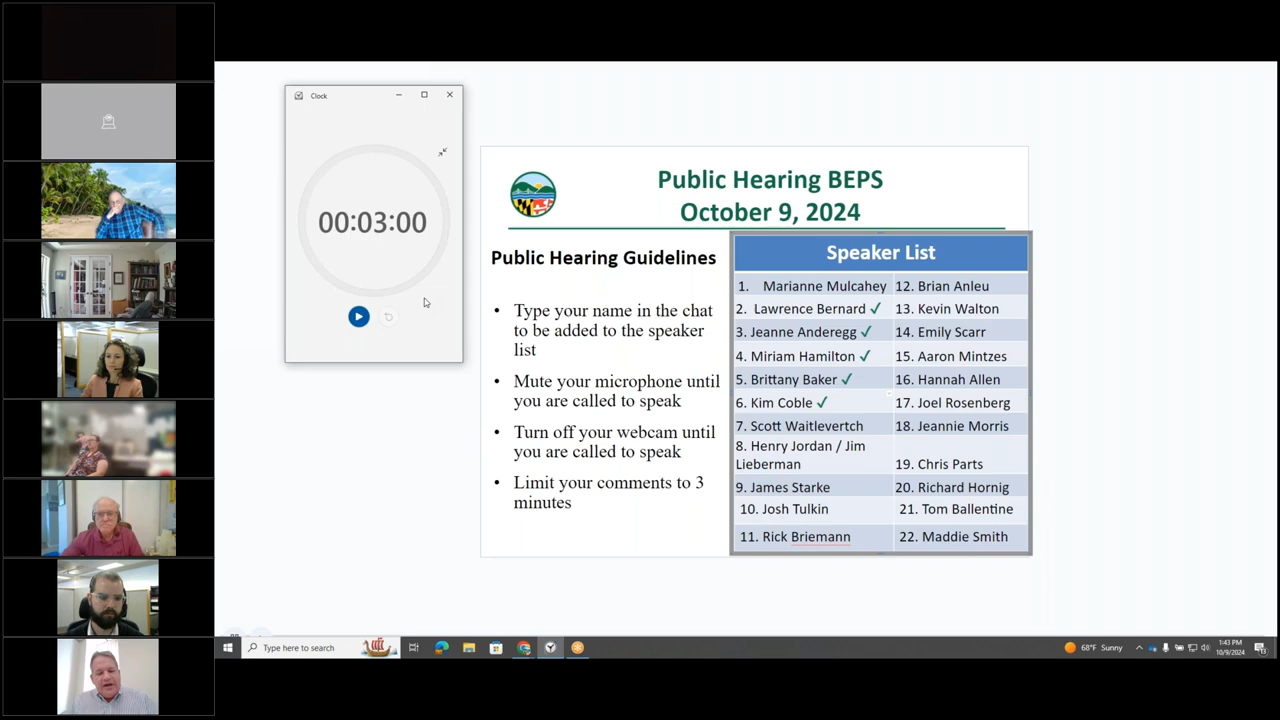 Clock
00:03:00
Public Hearing BEPS
October 9, 2024
Public Hearing Guidelines
• Type your name in the chat
to be added to the speaker
list
• Mute your microphone until
you are called to speak
• Turn off your webcam until
you are called to speak
• Limit your comments to 3
minutes
Speaker List
1. Marianne Mulcahey
2. Lawrence Bernard ✓
3. Jeanne Anderegg ✓
4. Miriam Hamilton ✓
5. Brittany Baker ✓
6. Kim Coble ✓
7. Scott Waitlevertch
8. Henry Jordan / Jim
Lieberman
9. James Starke
10. Josh Tulkin
11. Rick Briemann
12. Brian Anleu
13. Kevin Walton
14. Emily Scarr
15. Aaron Mintzes
16. Hannah Allen
17. Joel Rosenberg
18. Jeannie Morris
19. Chris Parts
20. Richard Hornig
21. Tom Ballentine
22. Maddie Smith
Type here to search
68°F Sunny
1:43 PM
10/9/2024